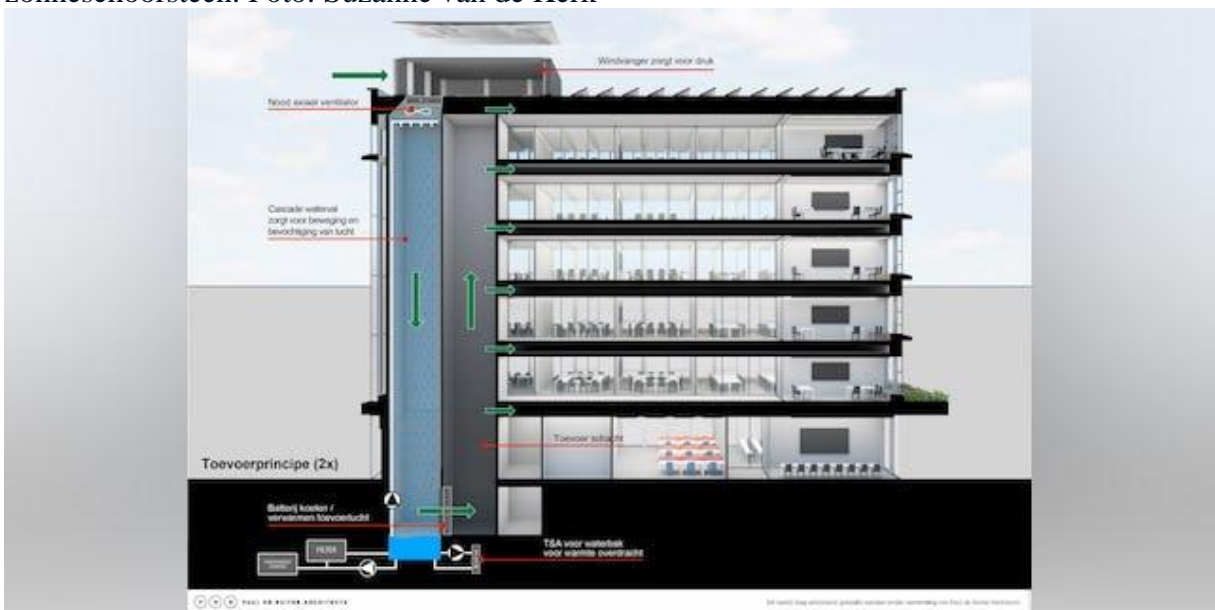 zonneschoorsteen. Foto: Suzanne van de Kerk
Windvanger zorgt voor druk
Nood axiaal ventilator
Cascade waterval
zorgt voor beweging en
bevochtiging van lucht
Toevoer schacht
Toevoerprincipe (2x)
Batterij koelen /
verwarmen toevoerlucht
TSA voor waterbak
voor warmte overdracht
PAUL DE RUITER ARCHITECTS